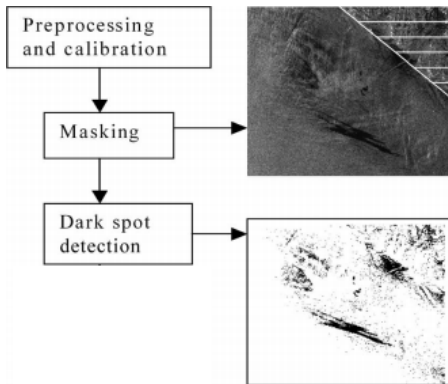 Preprocessing
and calibration
Masking
Dark spot
detection